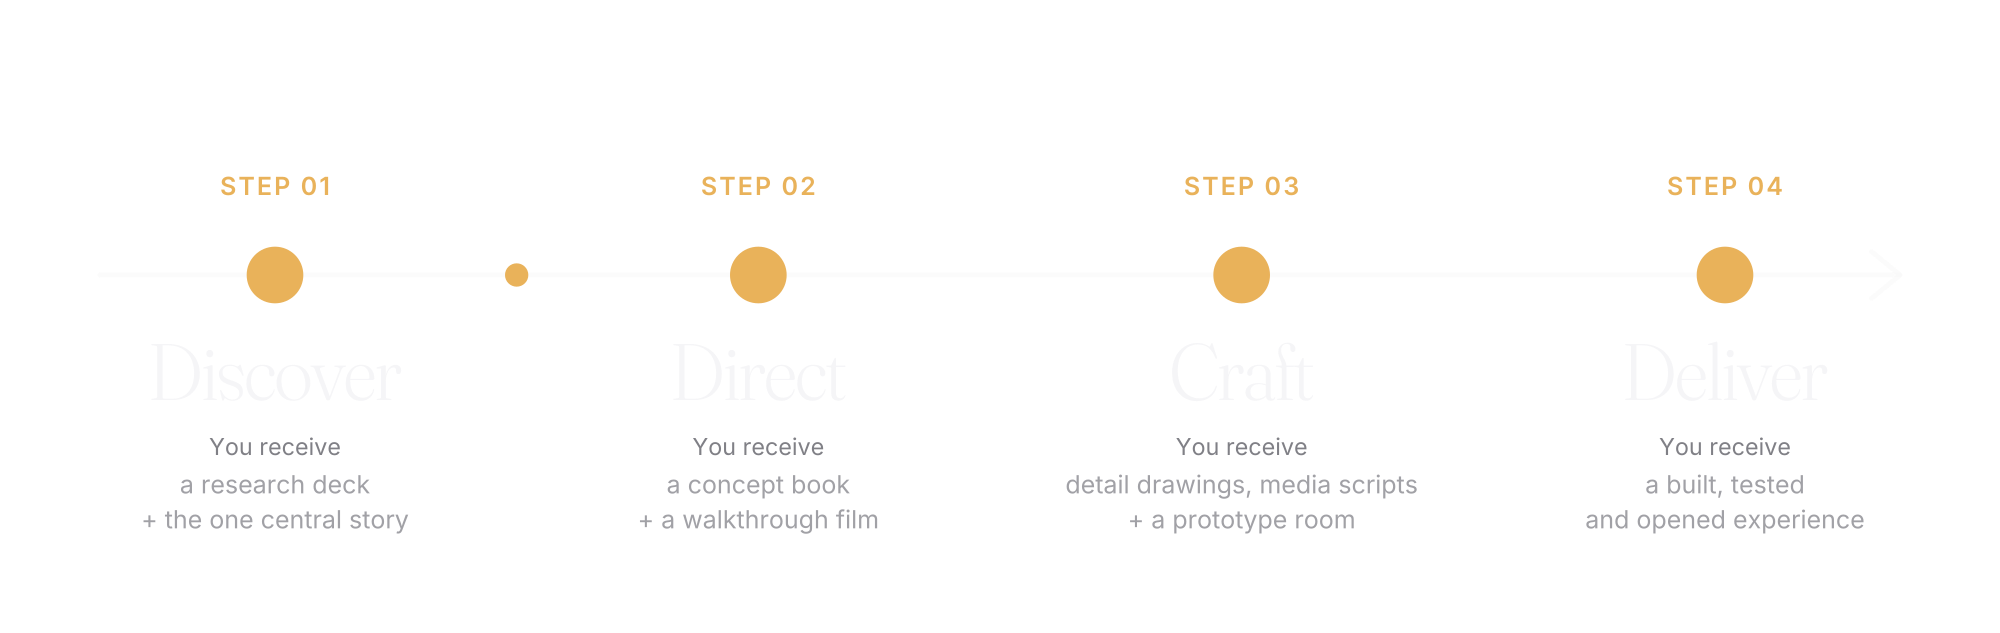 STEP 01
Discover
You receive
a research deck
+ the one central story
STEP 02
Direct
You receive
a concept book
+ a walkthrough film
STEP 03
Craft
You receive
detail drawings, media scripts
+ a prototype room
STEP 04
Deliver
You receive
a built, tested
and opened experience